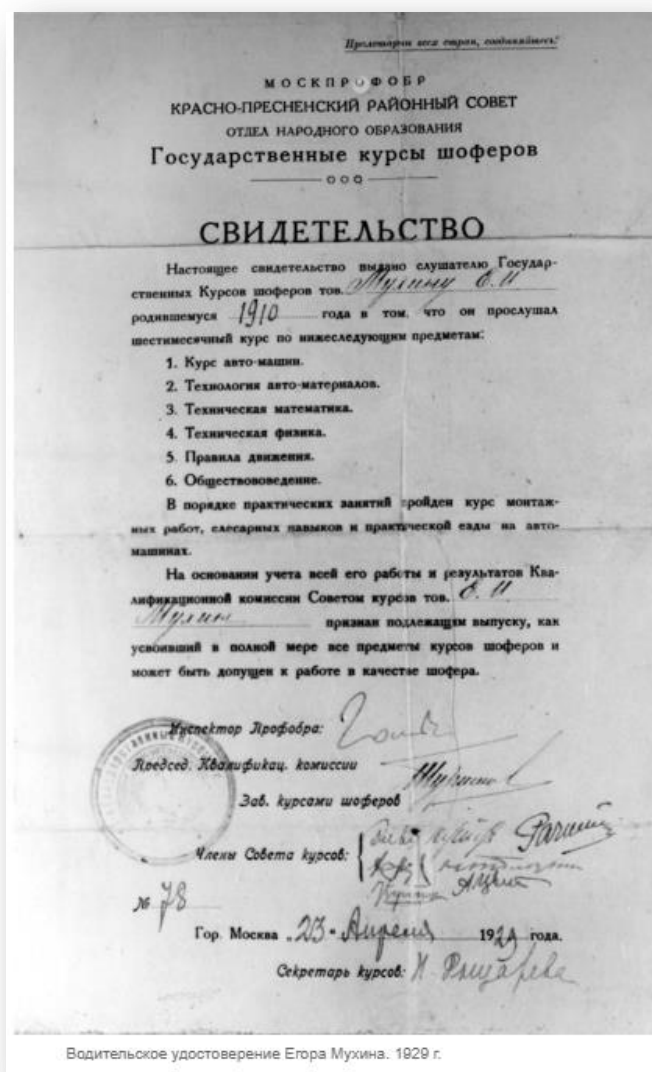 Пролетарии всех стран, соединяйтесь!
МОСКПРОФОБР
КРАСНО-ПРЕСНЕНСКИЙ РАЙОННЫЙ СОВЕТ
ОТДЕЛ НАРОДНОГО ОБРАЗОВАНИЯ
Государственные курсы шоферов
СВИДЕТЕЛЬСТВО
Настоящее свидетельство выдано слушателю Государ-
ственных Курсов шоферов тов. Мухину Е. И.
родившемуся 1910 года в том, что он прослушал
шестимесячный курс по нижеследующим предметам:
1. Курс авто-машин.
2. Технология авто-материалов.
3. Техническая математика.
4. Техническая физика.
5. Правила движения.
6. Обществоведение.
В порядке практических занятий пройден курс монтаж-
ных работ, слесарных навыков и практической езды на авто-
машинах.
На основании учета всей его работы и результатов Ква-
лификационной комиссии Советом курсов тов. Е. И.
Мухин признан подлежащим выпуску, как
усвоивший в полной мере все предметы курсов шоферов и
может быть допущен к работе в качестве шофера.
Инспектор Профобра:
Председ. Квалификац. комиссии
Зав. курсами шоферов
Члены Совета курсов:
№ 78
Гор. Москва „23" Апреля 1929 года.
Секретарь курсов:
Водительское удостоверение Егора Мухина. 1929 г.